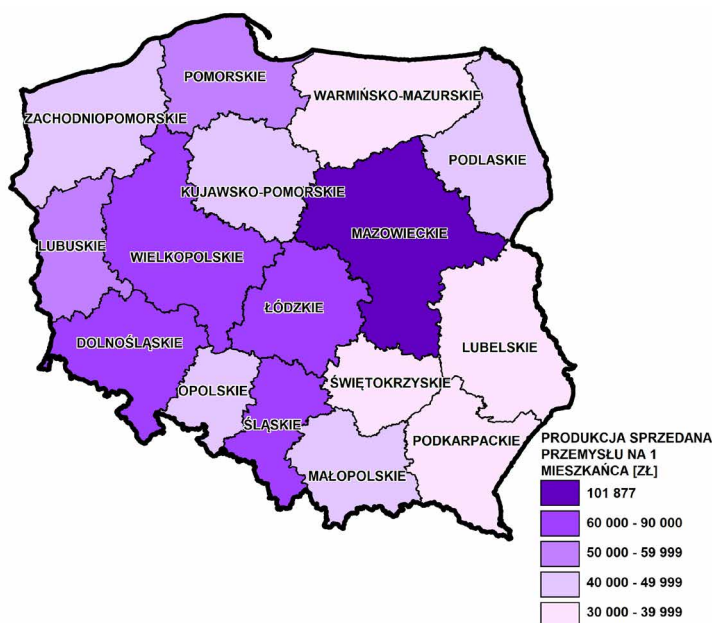 POMORSKIE
WARMIŃSKO-MAZURSKIE
ZACHODNIOPOMORSKIE
PODLASKIE
KUJAWSKO-POMORSKIE
MAZOWIECKIE
LUBUSKIE
WIELKOPOLSKIE
ŁÓDZKIE
DOLNOŚLĄSKIE
LUBELSKIE
OPOLSKIE
ŚWIĘTOKRZYSKIE
ŚLĄSKIE
PODKARPACKIE
MAŁOPOLSKIE
PRODUKCJA SPRZEDANA
PRZEMYSŁU NA 1
MIESZKAŃCA [ZŁ]
101 877
60 000 - 90 000
50 000 - 59 999
40 000 - 49 999
30 000 - 39 999